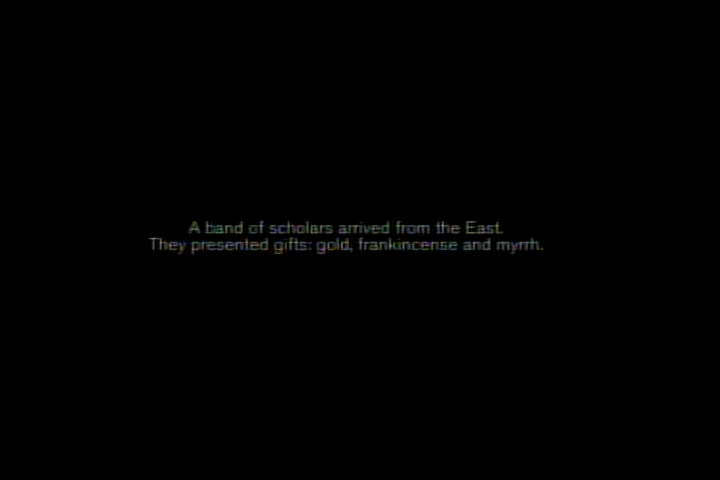 A band of scholars arrived from the East.
They presented gifts: gold, frankincense and myrrh.